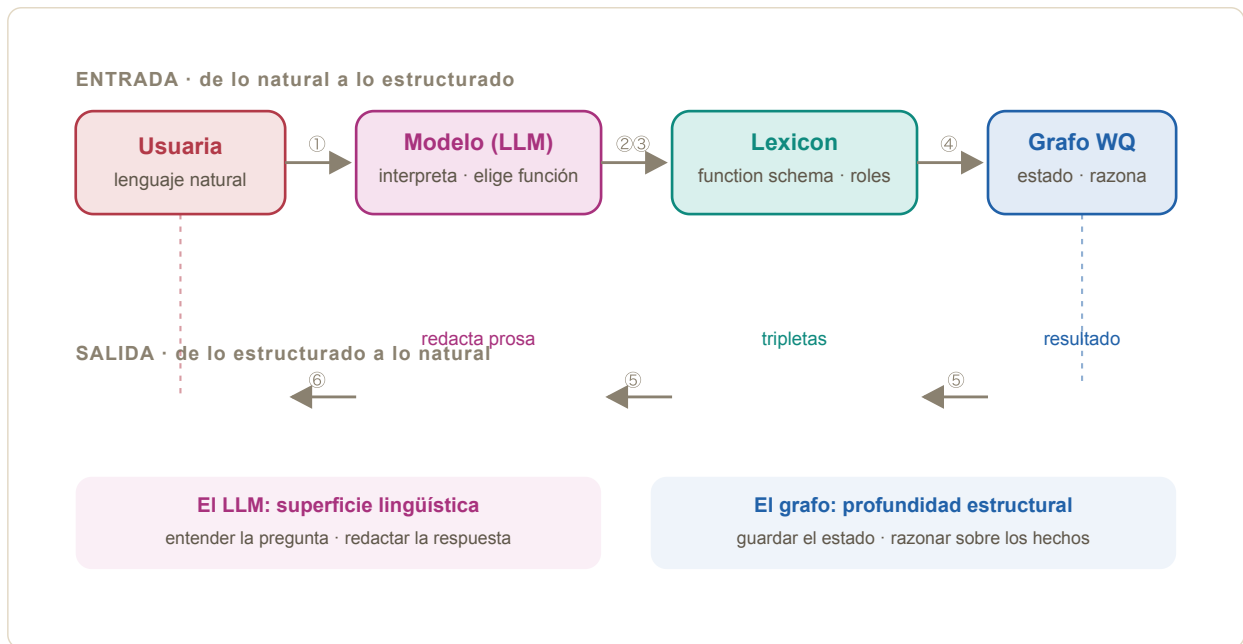 ENTRADA · de lo natural a lo estructurado
Usuaria
lenguaje natural
①
Modelo (LLM)
interpreta · elige función
②③
Lexicon
function schema · roles
④
Grafo WQ
estado · razona
redacta prosa
tripletas
resultado
SALIDA · de lo estructurado a lo natural
⑥
⑤
⑤
El LLM: superficie lingüística
entender la pregunta · redactar la respuesta
El grafo: profundidad estructural
guardar el estado · razonar sobre los hechos